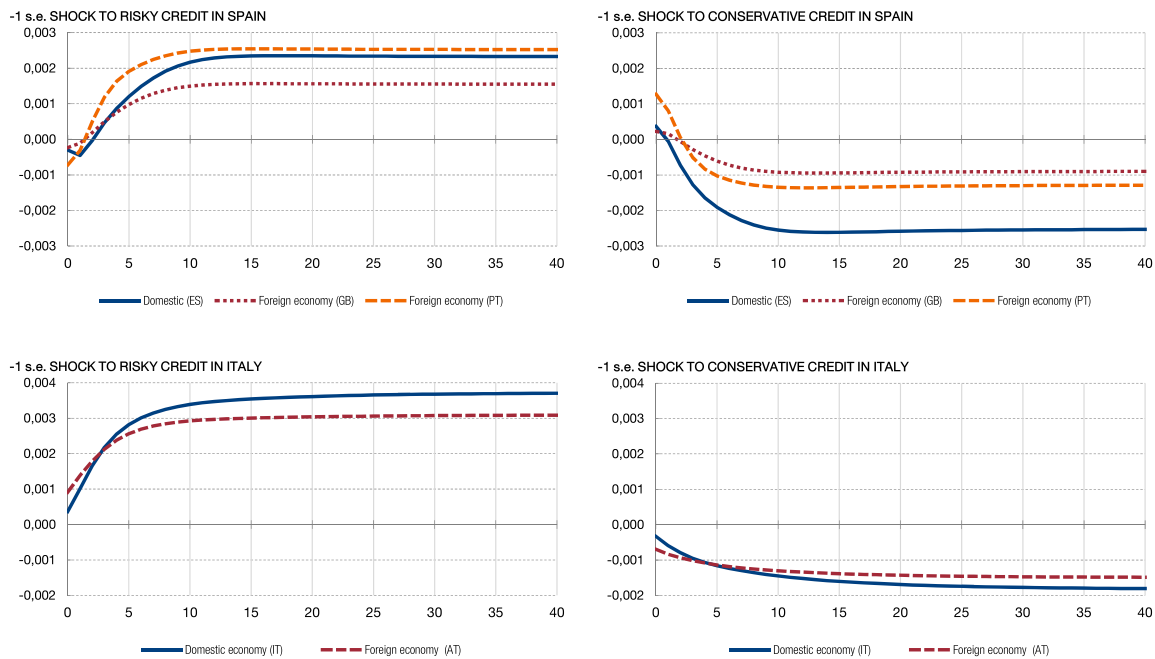 -1 s.e. SHOCK TO RISKY CREDIT IN SPAIN
0,003
0,002
0,001
0,000
-0,001
-0,002
-0,003
0 5 10 15 20 25 30 35 40
Domestic (ES) Foreign economy (GB) Foreign economy (PT)
-1 s.e. SHOCK TO CONSERVATIVE CREDIT IN SPAIN
0,003
0,002
0,001
0,000
-0,001
-0,002
-0,003
0 5 10 15 20 25 30 35 40
Domestic (ES) Foreign economy (GB) Foreign economy (PT)
-1 s.e. SHOCK TO RISKY CREDIT IN ITALY
0,004
0,003
0,002
0,001
0,000
-0,001
-0,002
0 5 10 15 20 25 30 35 40
Domestic economy (IT) Foreign economy (AT)
-1 s.e. SHOCK TO CONSERVATIVE CREDIT IN ITALY
0,004
0,003
0,002
0,001
0,000
-0,001
-0,002
0 5 10 15 20 25 30 35 40
Domestic economy (IT) Foreign economy (AT)